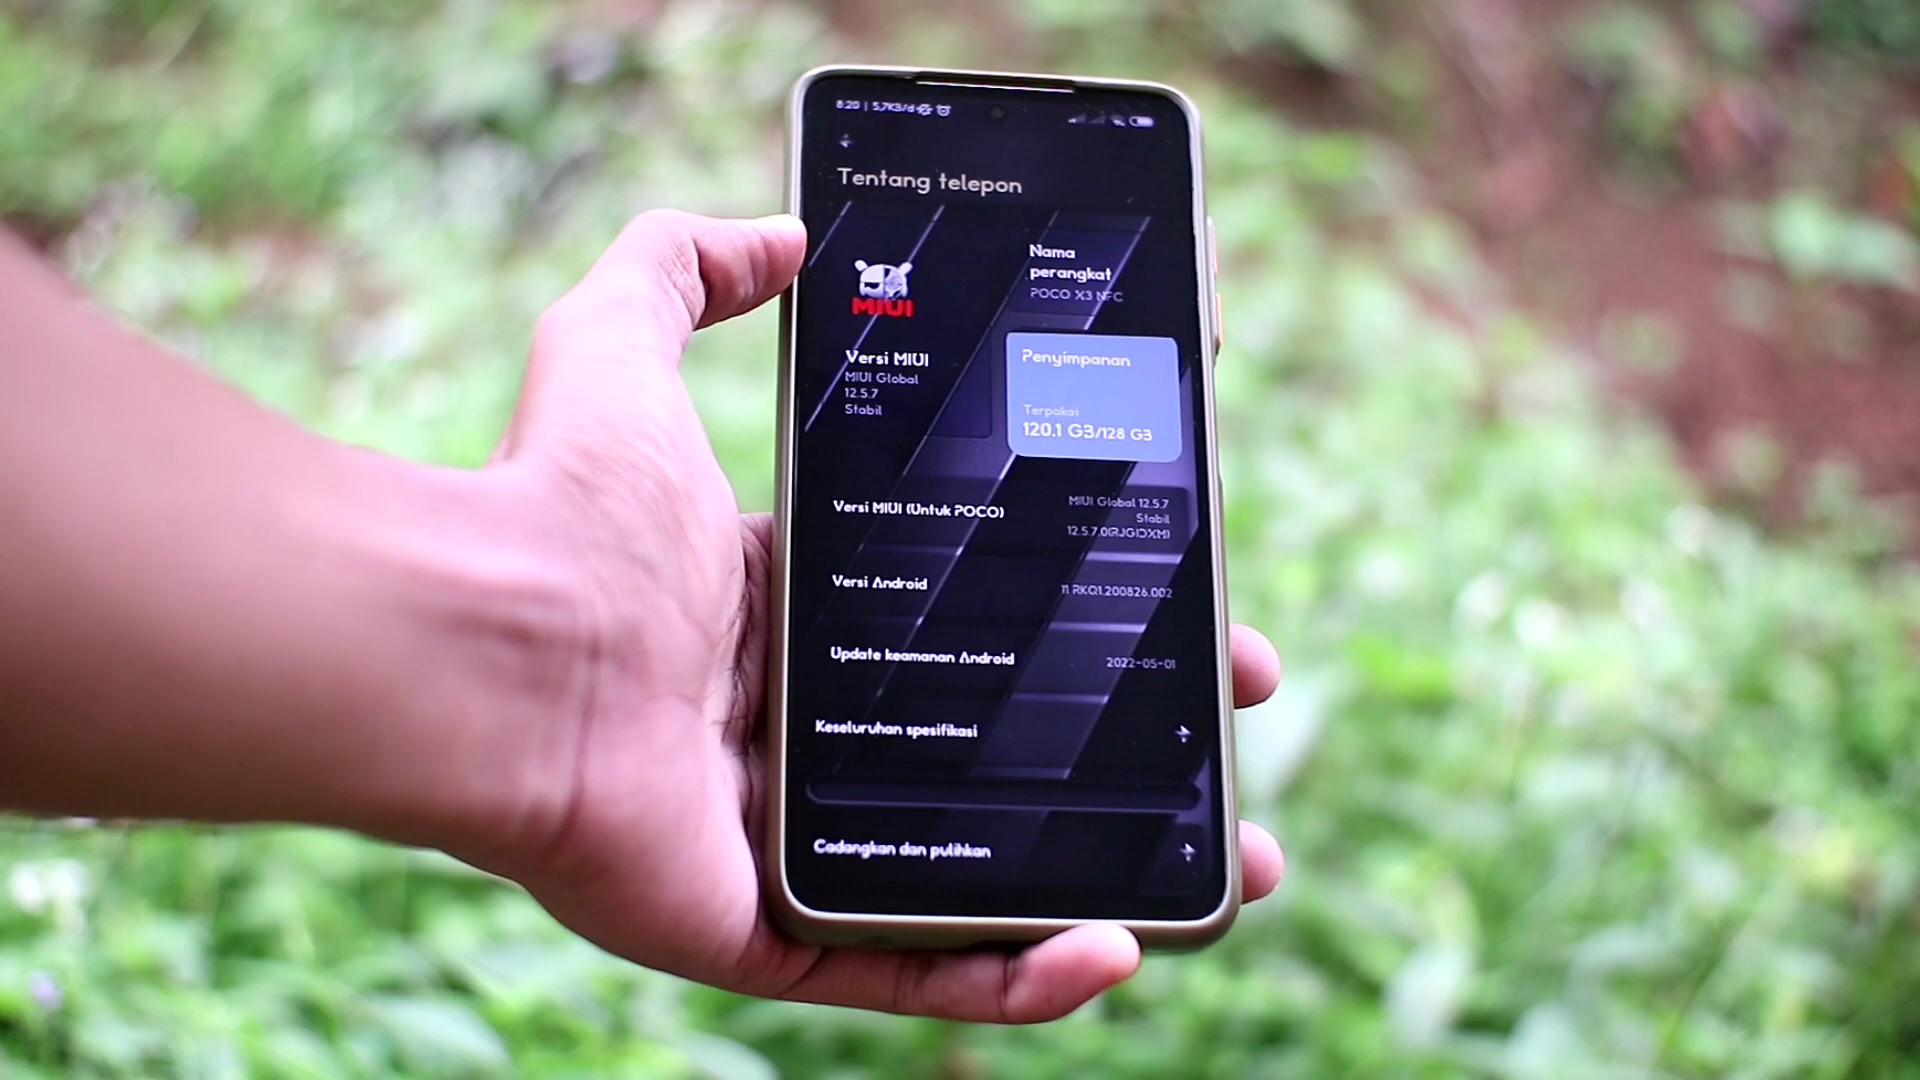 8:20 | 5,7KB/d
Tentang telepon
MIUI
Nama
perangkat
POCO X3 NFC
Versi MIUI
MIUI Global
12.5.7
Stabil
Penyimpanan
Terpakai
120.1 GB/128 GB
Versi MIUI (Untuk POCO)
MIUI Global 12.5.7
Stabil
12.5.7.0(RJGIDXM)
Versi Android
11 RKQ1.200826.002
Update keamanan Android
2022-05-01
Keseluruhan spesifikasi
Cadangkan dan pulihkan